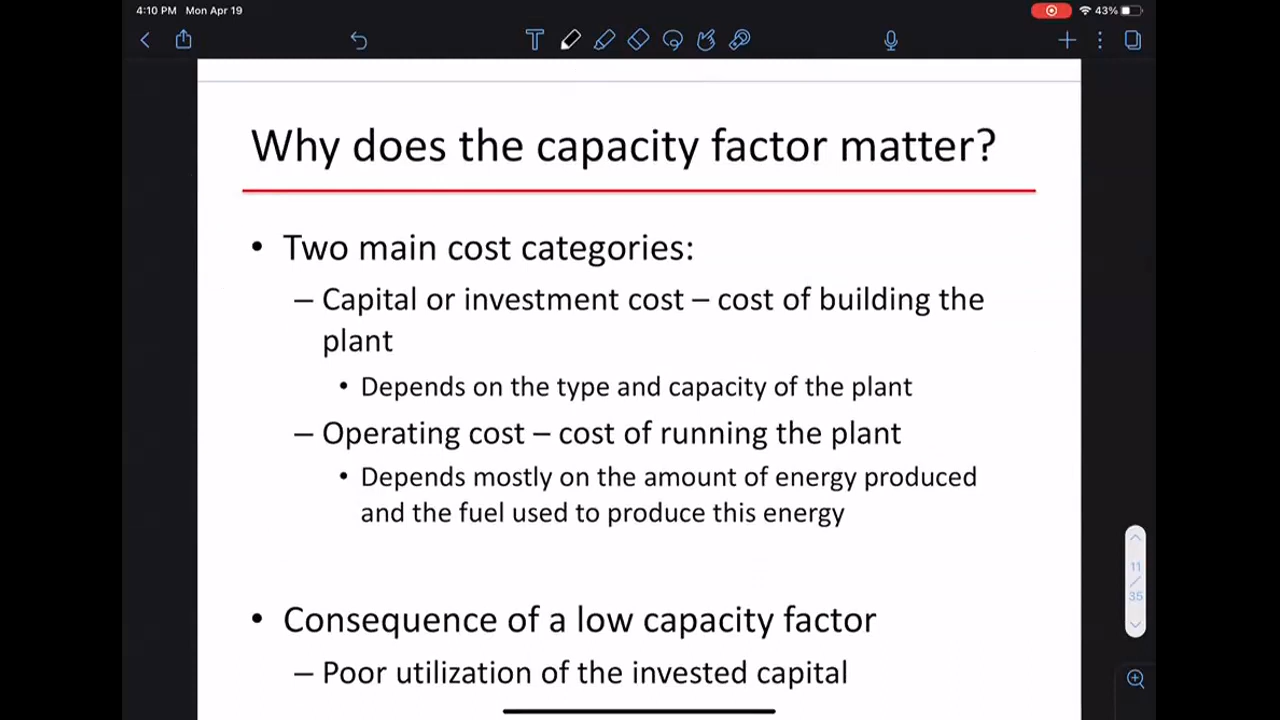 4:10 PM Mon Apr 19
43%
Why does the capacity factor matter?
• Two main cost categories:
– Capital or investment cost – cost of building the
plant
• Depends on the type and capacity of the plant
– Operating cost – cost of running the plant
• Depends mostly on the amount of energy produced
and the fuel used to produce this energy
11
/
35
• Consequence of a low capacity factor
– Poor utilization of the invested capital